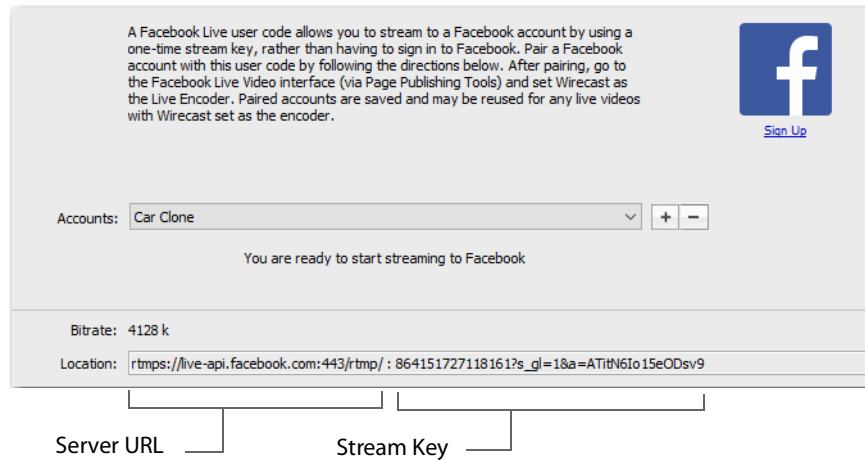 A Facebook Live user code allows you to stream to a Facebook account by using a
one-time stream key, rather than having to sign in to Facebook. Pair a Facebook
account with this user code by following the directions below. After pairing, go to
the Facebook Live Video interface (via Page Publishing Tools) and set Wirecast as
the Live Encoder. Paired accounts are saved and may be reused for any live videos
with Wirecast set as the encoder.
f
Sign Up
Accounts: Car Clone + −
You are ready to start streaming to Facebook
Bitrate: 4128 k
Location: rtmps://live-api.facebook.com:443/rtmp/ : 864151727118161?s_gl=1&a=ATitN6Io15eODsv9
Server URL Stream Key